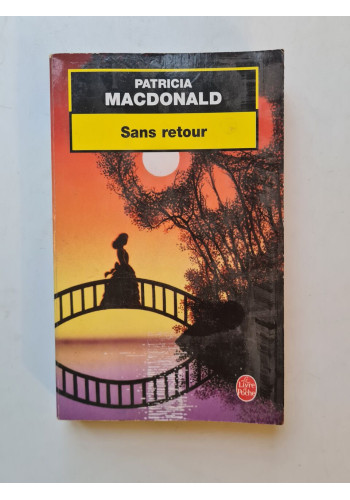 PATRICIA
MACDONALD
Sans retour
Le Livre
de Poche